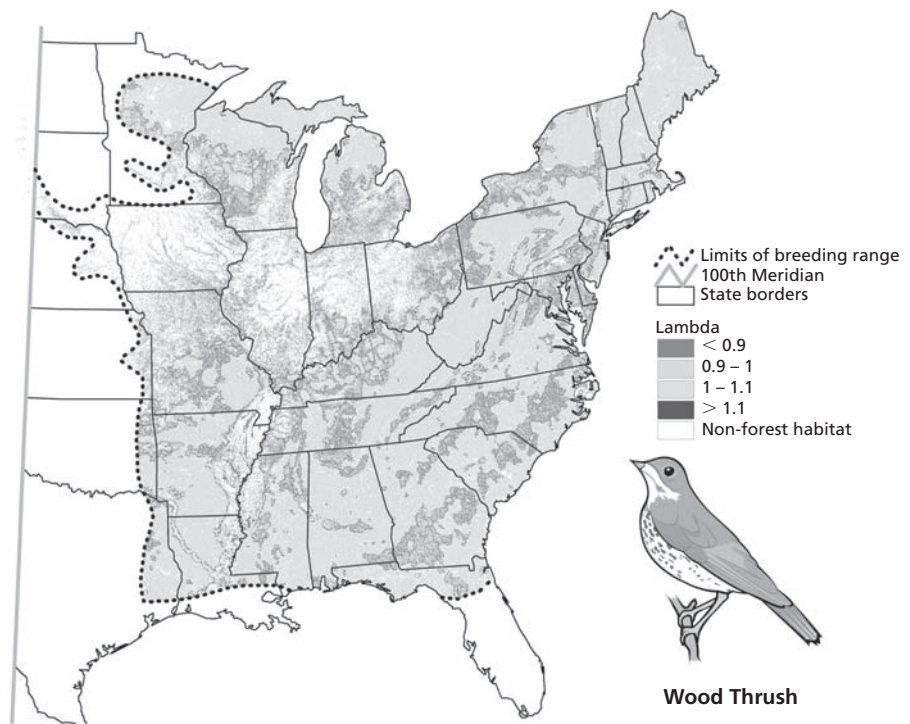 Limits of breeding range
100th Meridian
State borders
Lambda
< 0.9
0.9 – 1
1 – 1.1
> 1.1
Non-forest habitat
Wood Thrush